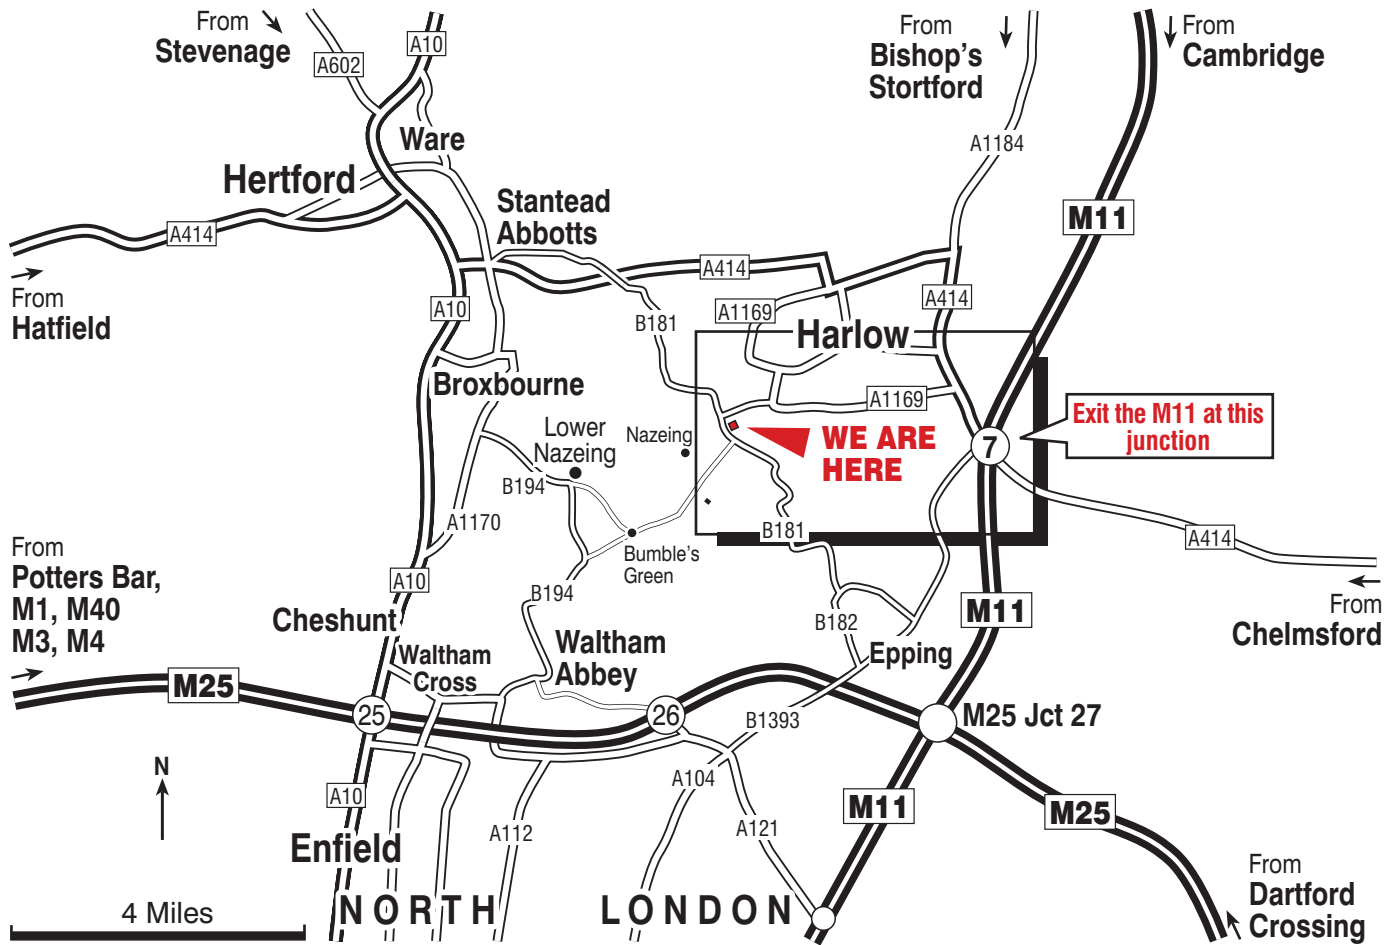 From
Stevenage
A10
A602
From
Bishop's
Stortford
From
Cambridge
Ware
A1184
Hertford
Stantead
Abbotts
M11
A414
A414
From
Hatfield
A10
A1169
A414
B181
Harlow
Broxbourne
A1169
Exit the M11 at this
junction
Lower
Nazeing
Nazeing
WE ARE
HERE
7
B194
A1170
B181
A414
From
Potters Bar,
M1, M40
M3, M4
Bumble's
Green
A10
B194
M11
From
Chelmsford
Cheshunt
B182
Waltham
Cross
Waltham
Abbey
Epping
M25
25
26
B1393
M25 Jct 27
N
A104
A10
M11
M25
A112
A121
Enfield
From
Dartford
Crossing
4 Miles
NORTH LONDON